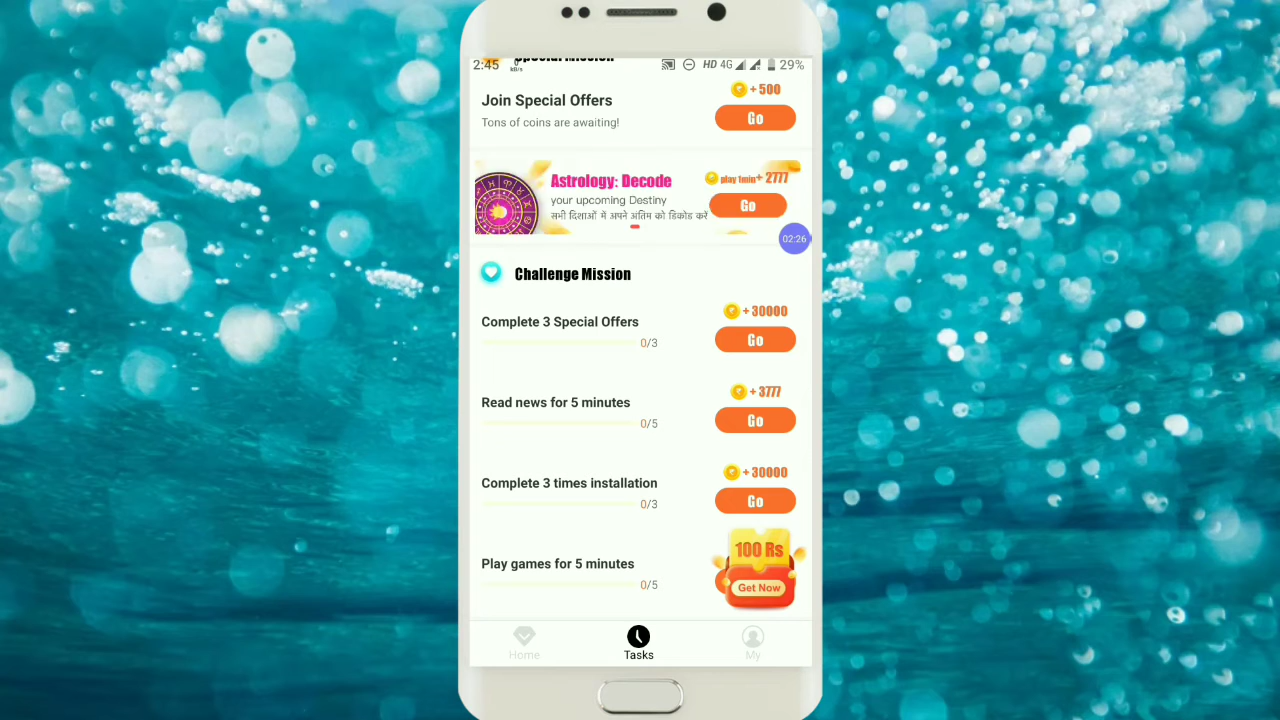 2:45
kB/s
HD 4G 29%
Special Mission
Join Special Offers
Tons of coins are awaiting!
+ 500
Go
Astrology: Decode
your upcoming Destiny
सभी दिशाओं में अपने अंतिम को डिकोड करें
play 1min+ 2777
Go
02:26
Challenge Mission
Complete 3 Special Offers
0/3
+ 30000
Go
Read news for 5 minutes
0/5
+ 3777
Go
Complete 3 times installation
0/3
+ 30000
Go
Play games for 5 minutes
0/5
100 Rs
Get Now
Home
Tasks
My